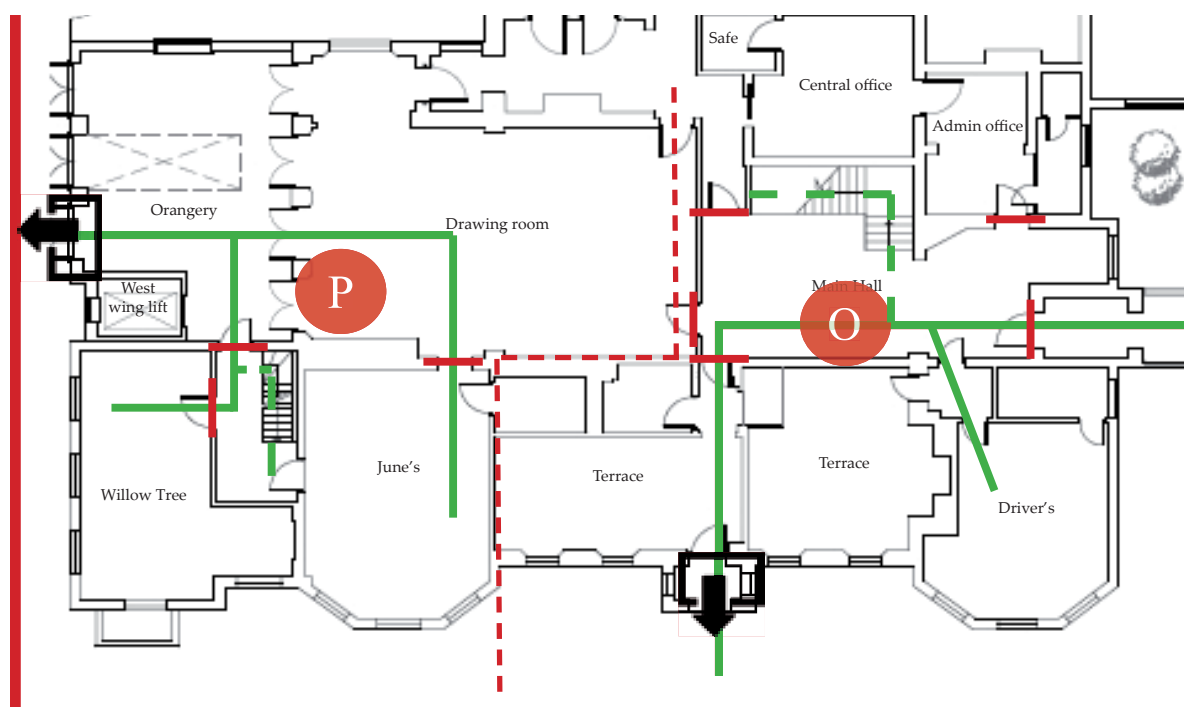 Safe
Central office
Admin office
Orangery
Drawing room
West
wing lift
P
Main Hall
O
Willow Tree
June's
Terrace
Terrace
Driver's